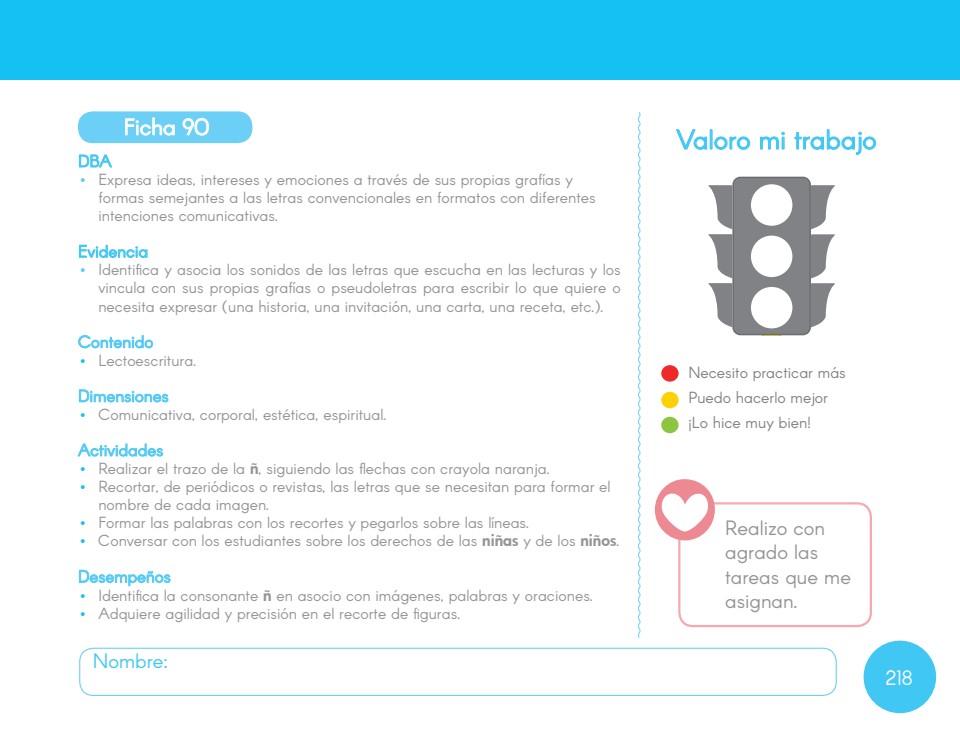 Ficha 90
DBA
• Expresa ideas, intereses y emociones a través de sus propias grafías y
formas semejantes a las letras convencionales en formatos con diferentes
intenciones comunicativas.
Evidencia
• Identifica y asocia los sonidos de las letras que escucha en las lecturas y los
vincula con sus propias grafías o pseudoletras para escribir lo que quiere o
necesita expresar (una historia, una invitación, una carta, una receta, etc.).
Contenido
• Lectoescritura.
Dimensiones
• Comunicativa, corporal, estética, espiritual.
Actividades
• Realizar el trazo de la ñ, siguiendo las flechas con crayola naranja.
• Recortar, de periódicos o revistas, las letras que se necesitan para formar el
nombre de cada imagen.
• Formar las palabras con los recortes y pegarlos sobre las líneas.
• Conversar con los estudiantes sobre los derechos de las niñas y de los niños.
Desempeños
• Identifica la consonante ñ en asocio con imágenes, palabras y oraciones.
• Adquiere agilidad y precisión en el recorte de figuras.
Valoro mi trabajo
Necesito practicar más
Puedo hacerlo mejor
¡Lo hice muy bien!
Realizo con
agrado las
tareas que me
asignan.
Nombre:
218